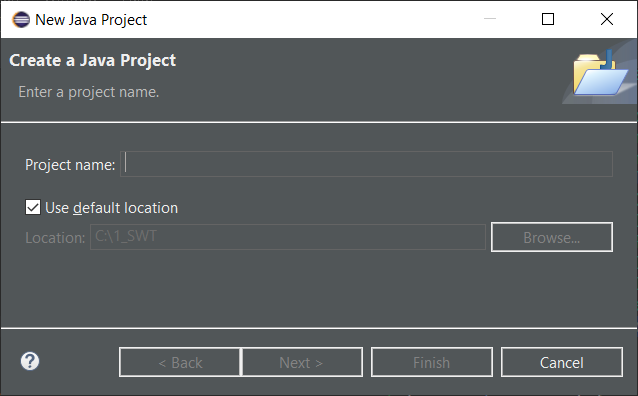 New Java Project
Create a Java Project
Enter a project name.
Project name:
Use default location
Location: C:\1_SWT Browse...
? < Back Next > Finish Cancel